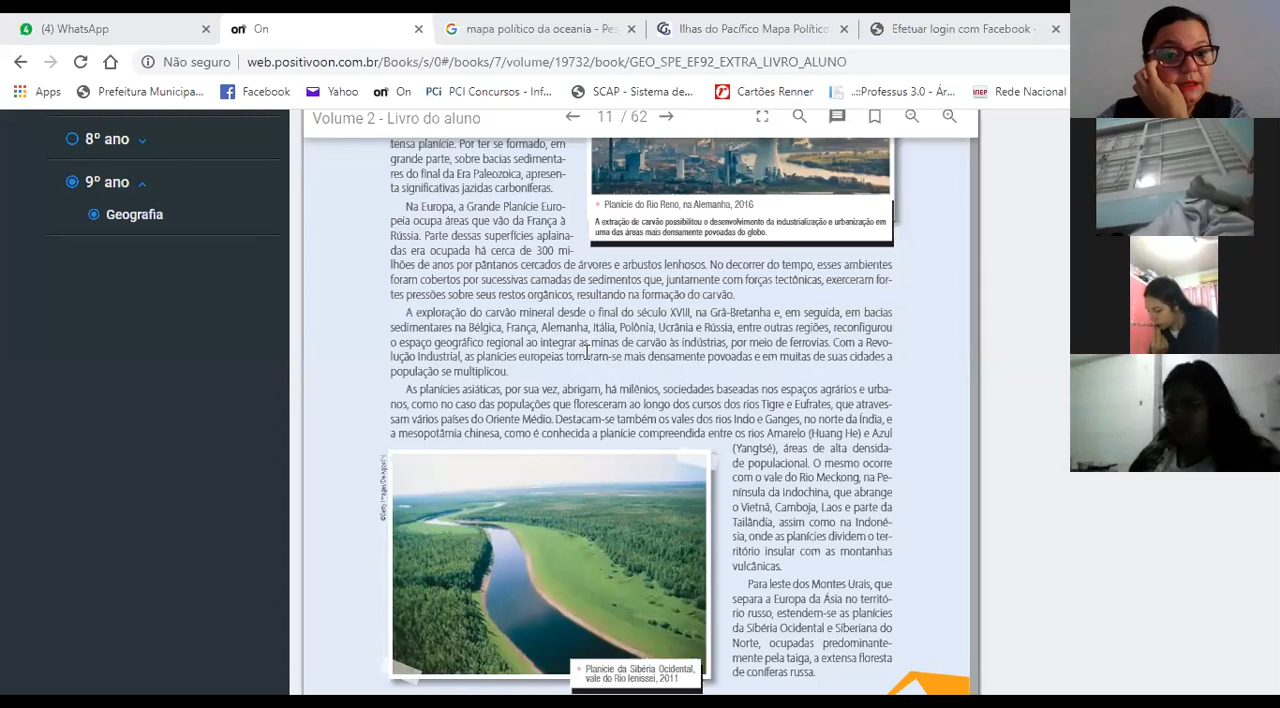 (4) WhatsApp
on
On
mapa político da oceania - Pes
Ilhas do Pacífico Mapa Político
Efetuar login com Facebook -
Não seguro
web.positivoon.com.br/Books/s/0#/books/7/volume/19732/book/GEO_SPE_EF92_EXTRA_LIVRO_ALUNO
Apps
Prefeitura Municipa...
Facebook
Yahoo
on
On
PCi
PCI Concursos - Inf...
SCAP - Sistema de...
Cartões Renner
..::Professus 3.0 - Ár...
INEP
Rede Nacional
8º ano
9º ano
Geografia
Volume 2 - Livro do aluno
11 / 62
tensa planície. Por ter se formado, em
grande parte, sobre bacias sedimenta-
res do final da Era Paleozoica, apresen-
ta significativas jazidas carboníferas.
Na Europa, a Grande Planície Euro-
peia ocupa áreas que vão da França à
Rússia. Parte dessas superfícies aplaina-
das era ocupada há cerca de 300 mi-
• Planície do Rio Reno, na Alemanha, 2016
A extração de carvão possibilitou o desenvolvimento da industrialização e urbanização em
uma das áreas mais densamente povoadas do globo.
lhões de anos por pântanos cercados de árvores e arbustos lenhosos. No decorrer do tempo, esses ambientes
foram cobertos por sucessivas camadas de sedimentos que, juntamente com forças tectônicas, exerceram for-
tes pressões sobre seus restos orgânicos, resultando na formação do carvão.
A exploração do carvão mineral desde o final do século XVIII, na Grã-Bretanha e, em seguida, em bacias
sedimentares na Bélgica, França, Alemanha, Itália, Polônia, Ucrânia e Rússia, entre outras regiões, reconfigurou
o espaço geográfico regional ao integrar as minas de carvão às indústrias, por meio de ferrovias. Com a Revo-
lução Industrial, as planícies europeias tornaram-se mais densamente povoadas e em muitas de suas cidades a
população se multiplicou.
As planícies asiáticas, por sua vez, abrigam, há milênios, sociedades baseadas nos espaços agrários e urba-
nos, como no caso das populações que floresceram ao longo dos cursos dos rios Tigre e Eufrates, que atraves-
sam vários países do Oriente Médio. Destacam-se também os vales dos rios Indo e Ganges, no norte da Índia, e
a mesopotâmia chinesa, como é conhecida a planície compreendida entre os rios Amarelo (Huang He) e Azul
(Yangtsé), áreas de alta densida-
de populacional. O mesmo ocorre
com o vale do Rio Meckong, na Pe-
nínsula da Indochina, que abrange
o Vietnã, Camboja, Laos e parte da
Tailândia, assim como na Indoné-
sia, onde as planícies dividem o ter-
ritório insular com as montanhas
vulcânicas.
Para leste dos Montes Urais, que
separa a Europa da Ásia no territó-
rio russo, estendem-se as planícies
da Sibéria Ocidental e Siberiana do
Norte, ocupadas predominante-
mente pela taiga, a extensa floresta
de coníferas russa.
• Planície da Sibéria Ocidental,
vale do Rio Ienissei, 2011